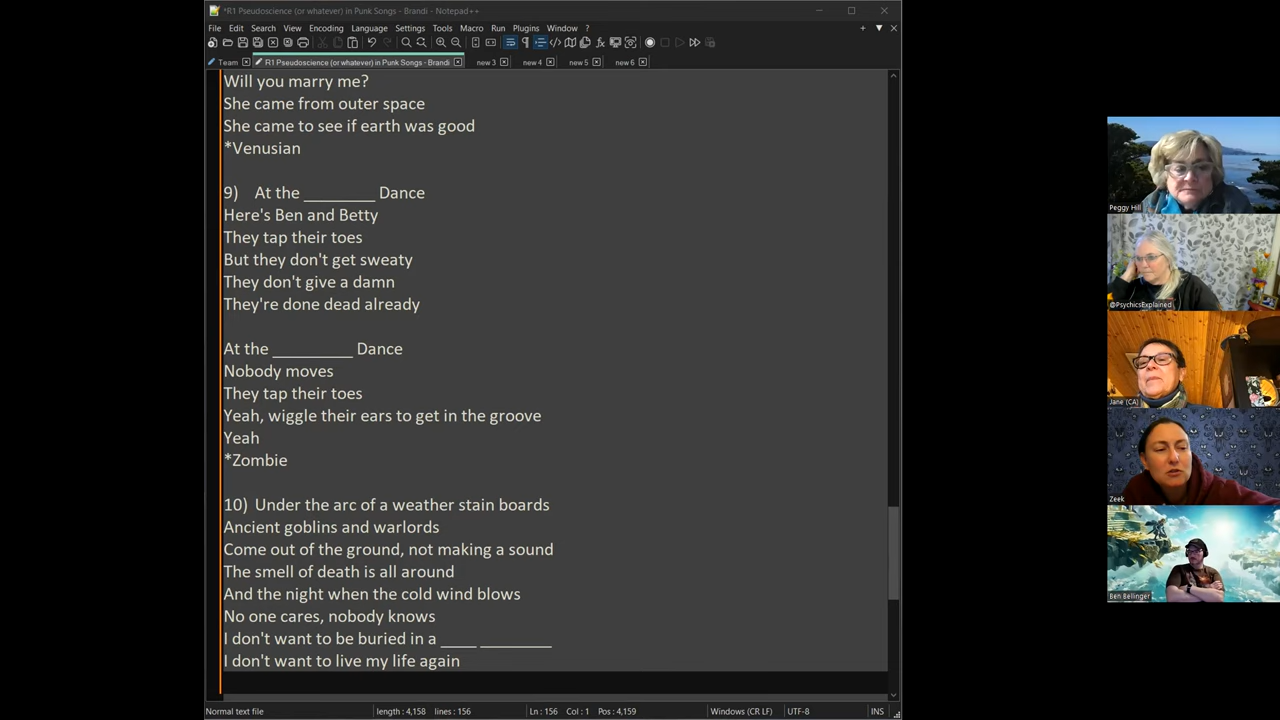 *R1 Pseudoscience (or whatever) in Punk Songs - Brandi - Notepad++
File Edit Search View Encoding Language Settings Tools Macro Run Plugins Window ?
Team R1 Pseudoscience (or whatever) in Punk Songs - Brandi new 3 new 4 new 5 new 6
Will you marry me?
She came from outer space
She came to see if earth was good
*Venusian
9) At the ________ Dance
Here's Ben and Betty
They tap their toes
But they don't get sweaty
They don't give a damn
They're done dead already
At the _________ Dance
Nobody moves
They tap their toes
Yeah, wiggle their ears to get in the groove
Yeah
*Zombie
10) Under the arc of a weather stain boards
Ancient goblins and warlords
Come out of the ground, not making a sound
The smell of death is all around
And the night when the cold wind blows
No one cares, nobody knows
I don't want to be buried in a ____ ________
I don't want to live my life again
Normal text file length : 4,158 lines : 156 Ln : 156 Col : 1 Pos : 4,159 Windows (CR LF) UTF-8 INS
Peggy Hill
@PsychicsExplained
Jane (CA)
Zeek
Ben Bellinger